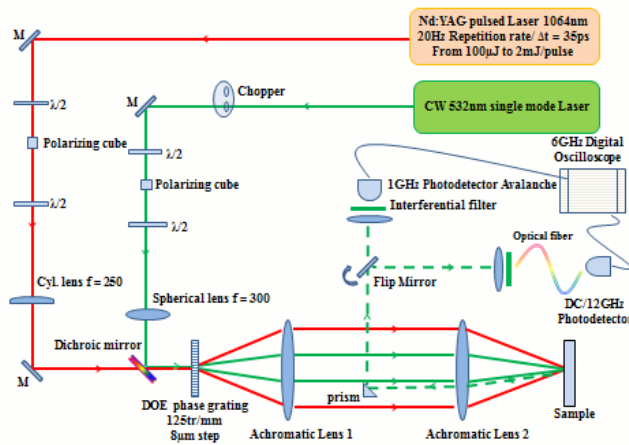 Nd:YAG pulsed Laser 1064nm
20Hz Repetition rate/ Δt = 35ps
From 100µJ to 2mJ/pulse
M
Chopper
M
CW 532nm single mode Laser
λ/2
6GHz Digital
Oscilloscope
Polarizing cube
λ/2
1GHz Photodetector Avalanche
Polarizing cube
Interferential filter
λ/2
λ/2
Optical fiber
Flip Mirror
Cyl. lens f = 250
Spherical lens f = 300
DC/12GHz
Photodetector
Dichroic mirror
M
prism
DOE phase grating
125tr/mm
8µm step
Achromatic Lens 1
Achromatic Lens 2
Sample